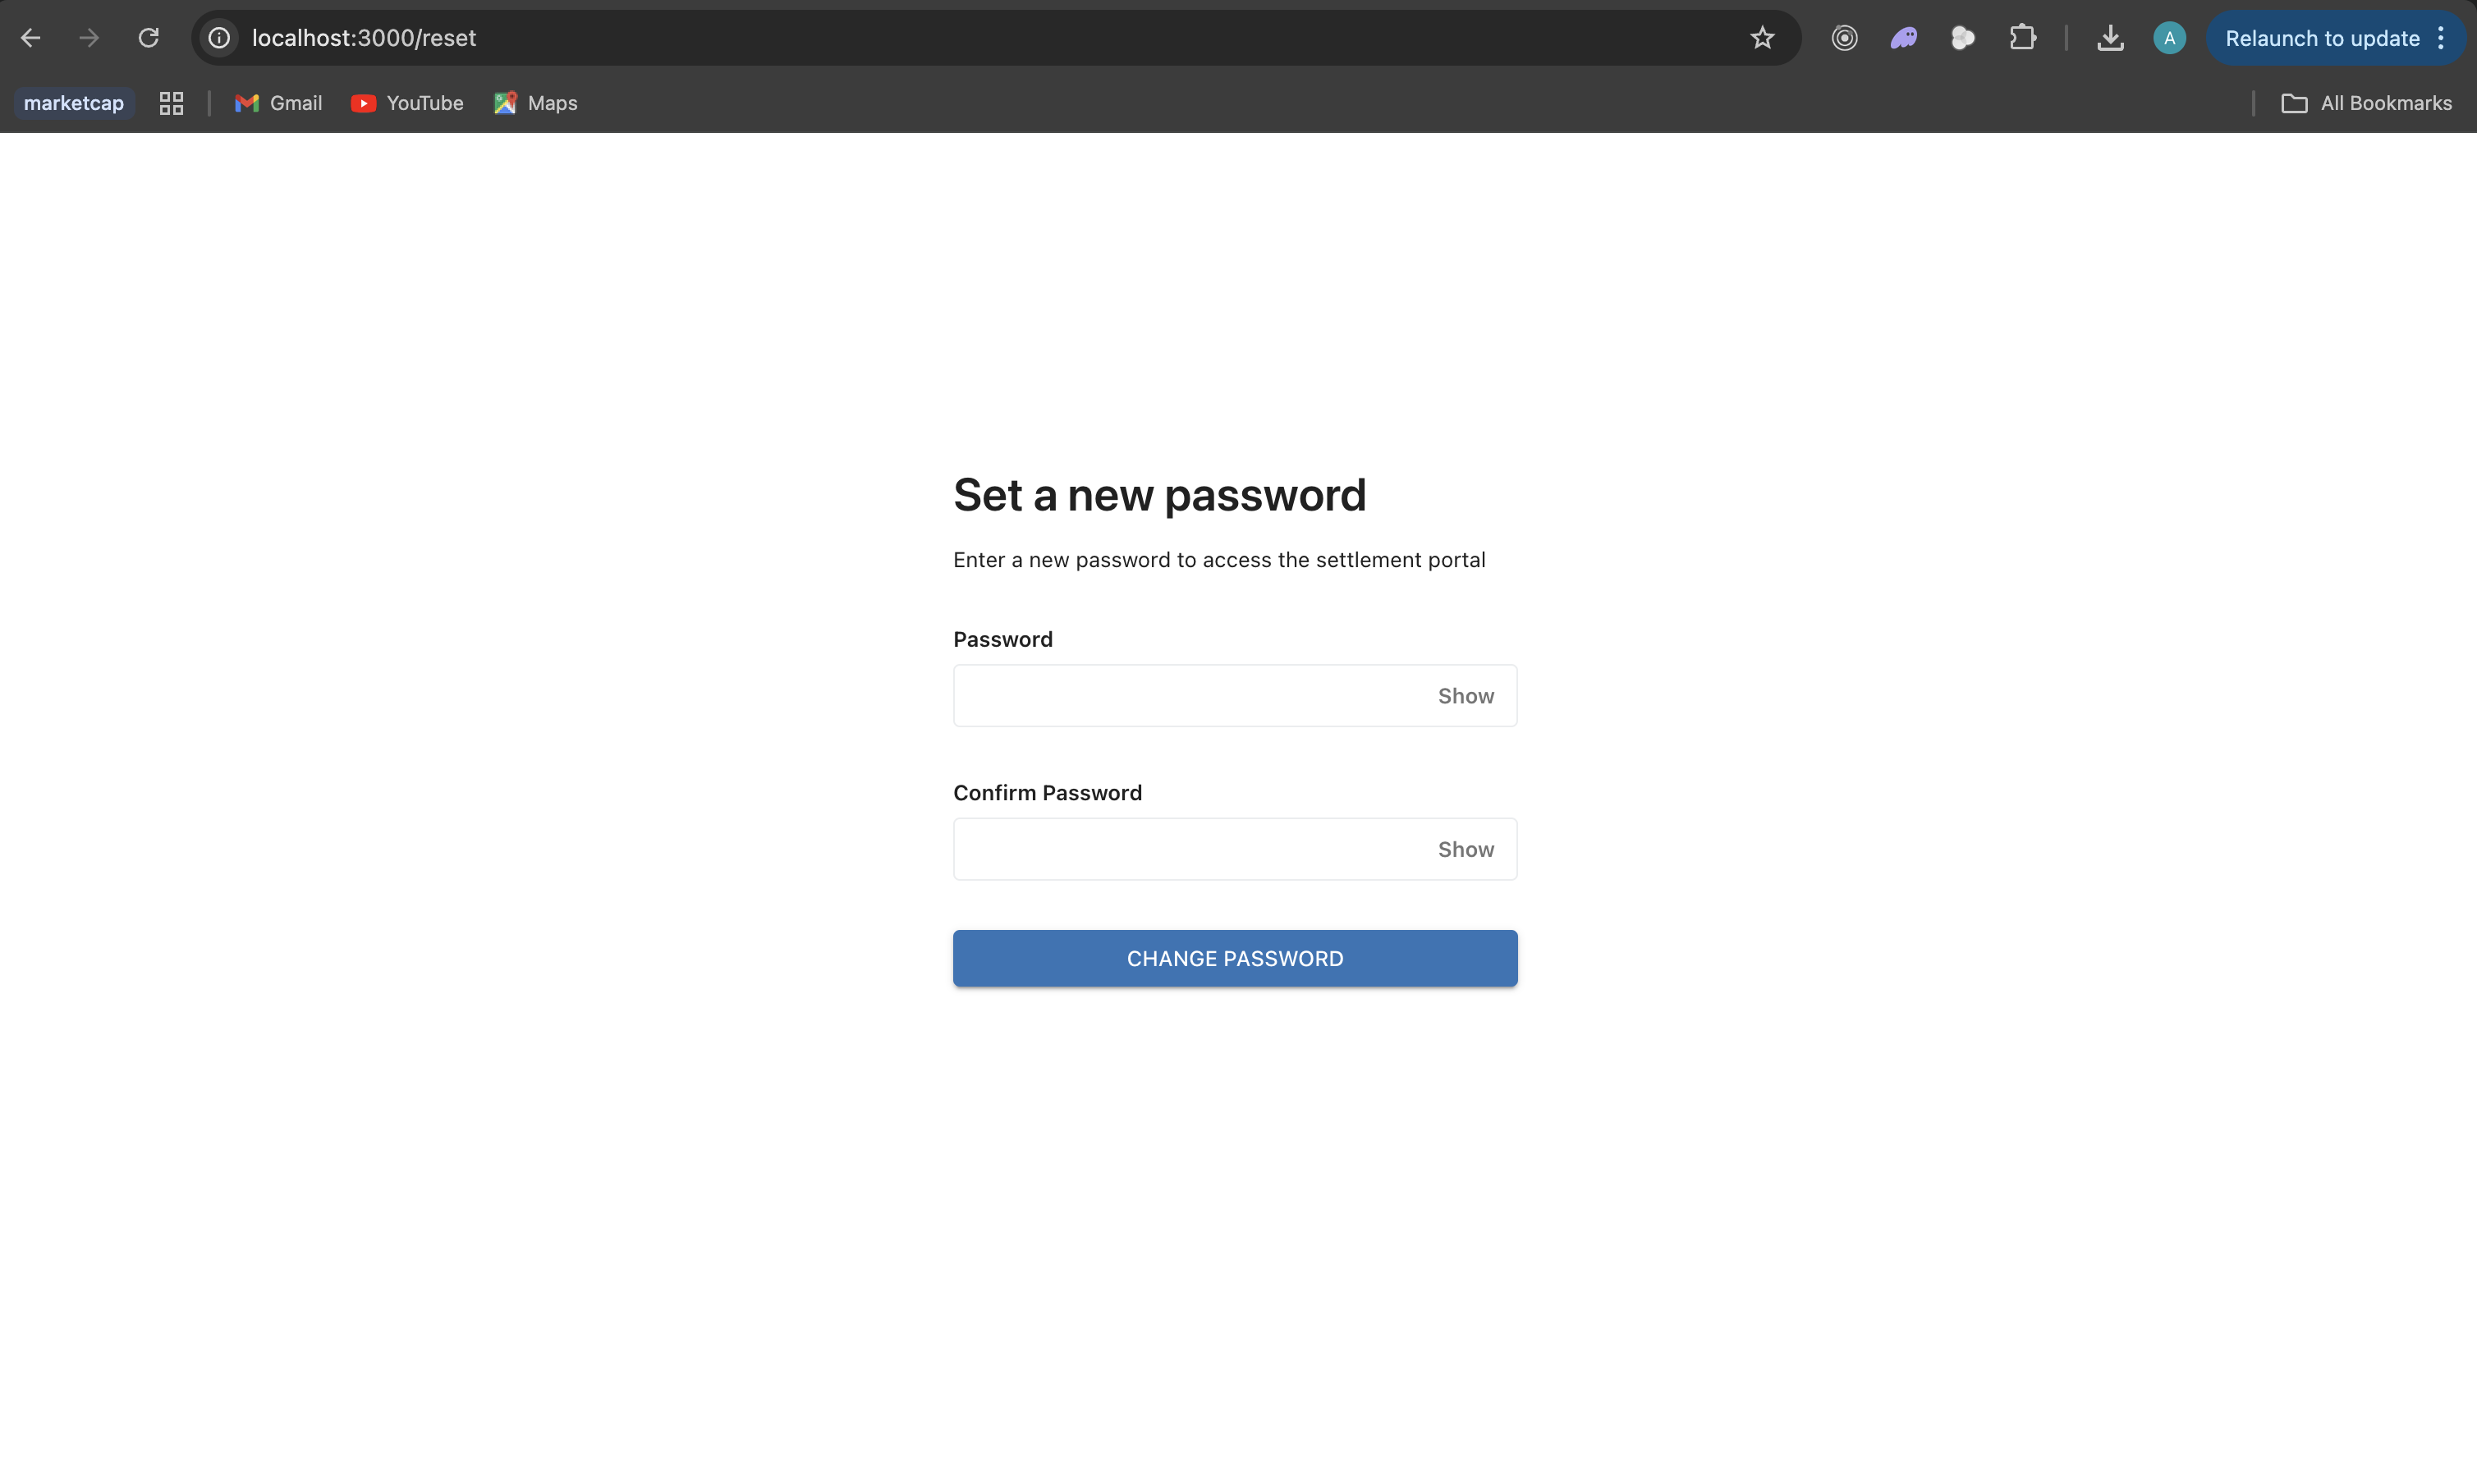 localhost:3000/reset
A
Relaunch to update
marketcap
Gmail
YouTube
Maps
All Bookmarks
Set a new password
Enter a new password to access the settlement portal
Password
Show
Confirm Password
Show
CHANGE PASSWORD